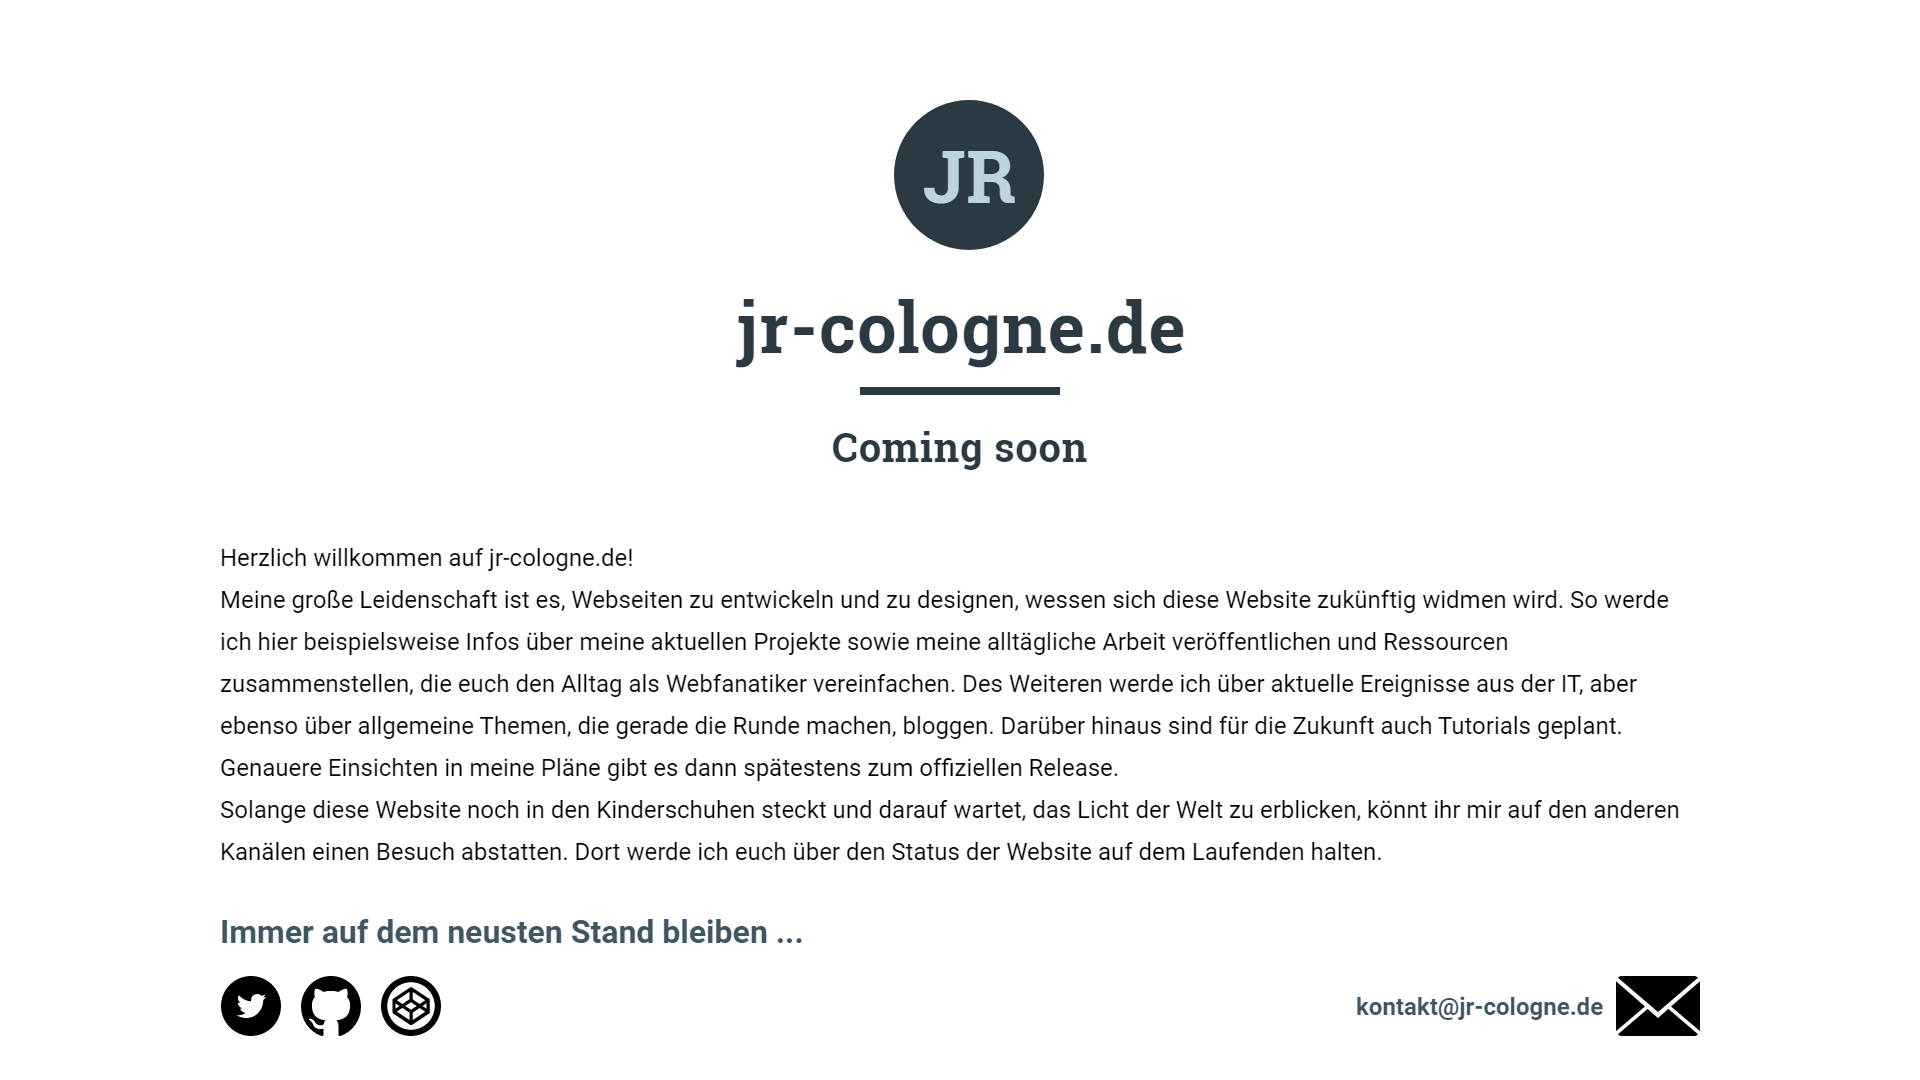 JR
jr-cologne.de
Coming soon
Herzlich willkommen auf jr-cologne.de!
Meine große Leidenschaft ist es, Webseiten zu entwickeln und zu designen, wessen sich diese Website zukünftig widmen wird. So werde
ich hier beispielsweise Infos über meine aktuellen Projekte sowie meine alltägliche Arbeit veröffentlichen und Ressourcen
zusammenstellen, die euch den Alltag als Webfanatiker vereinfachen. Des Weiteren werde ich über aktuelle Ereignisse aus der IT, aber
ebenso über allgemeine Themen, die gerade die Runde machen, bloggen. Darüber hinaus sind für die Zukunft auch Tutorials geplant.
Genauere Einsichten in meine Pläne gibt es dann spätestens zum offiziellen Release.
Solange diese Website noch in den Kinderschuhen steckt und darauf wartet, das Licht der Welt zu erblicken, könnt ihr mir auf den anderen
Kanälen einen Besuch abstatten. Dort werde ich euch über den Status der Website auf dem Laufenden halten.
Immer auf dem neusten Stand bleiben ...
kontakt@jr-cologne.de